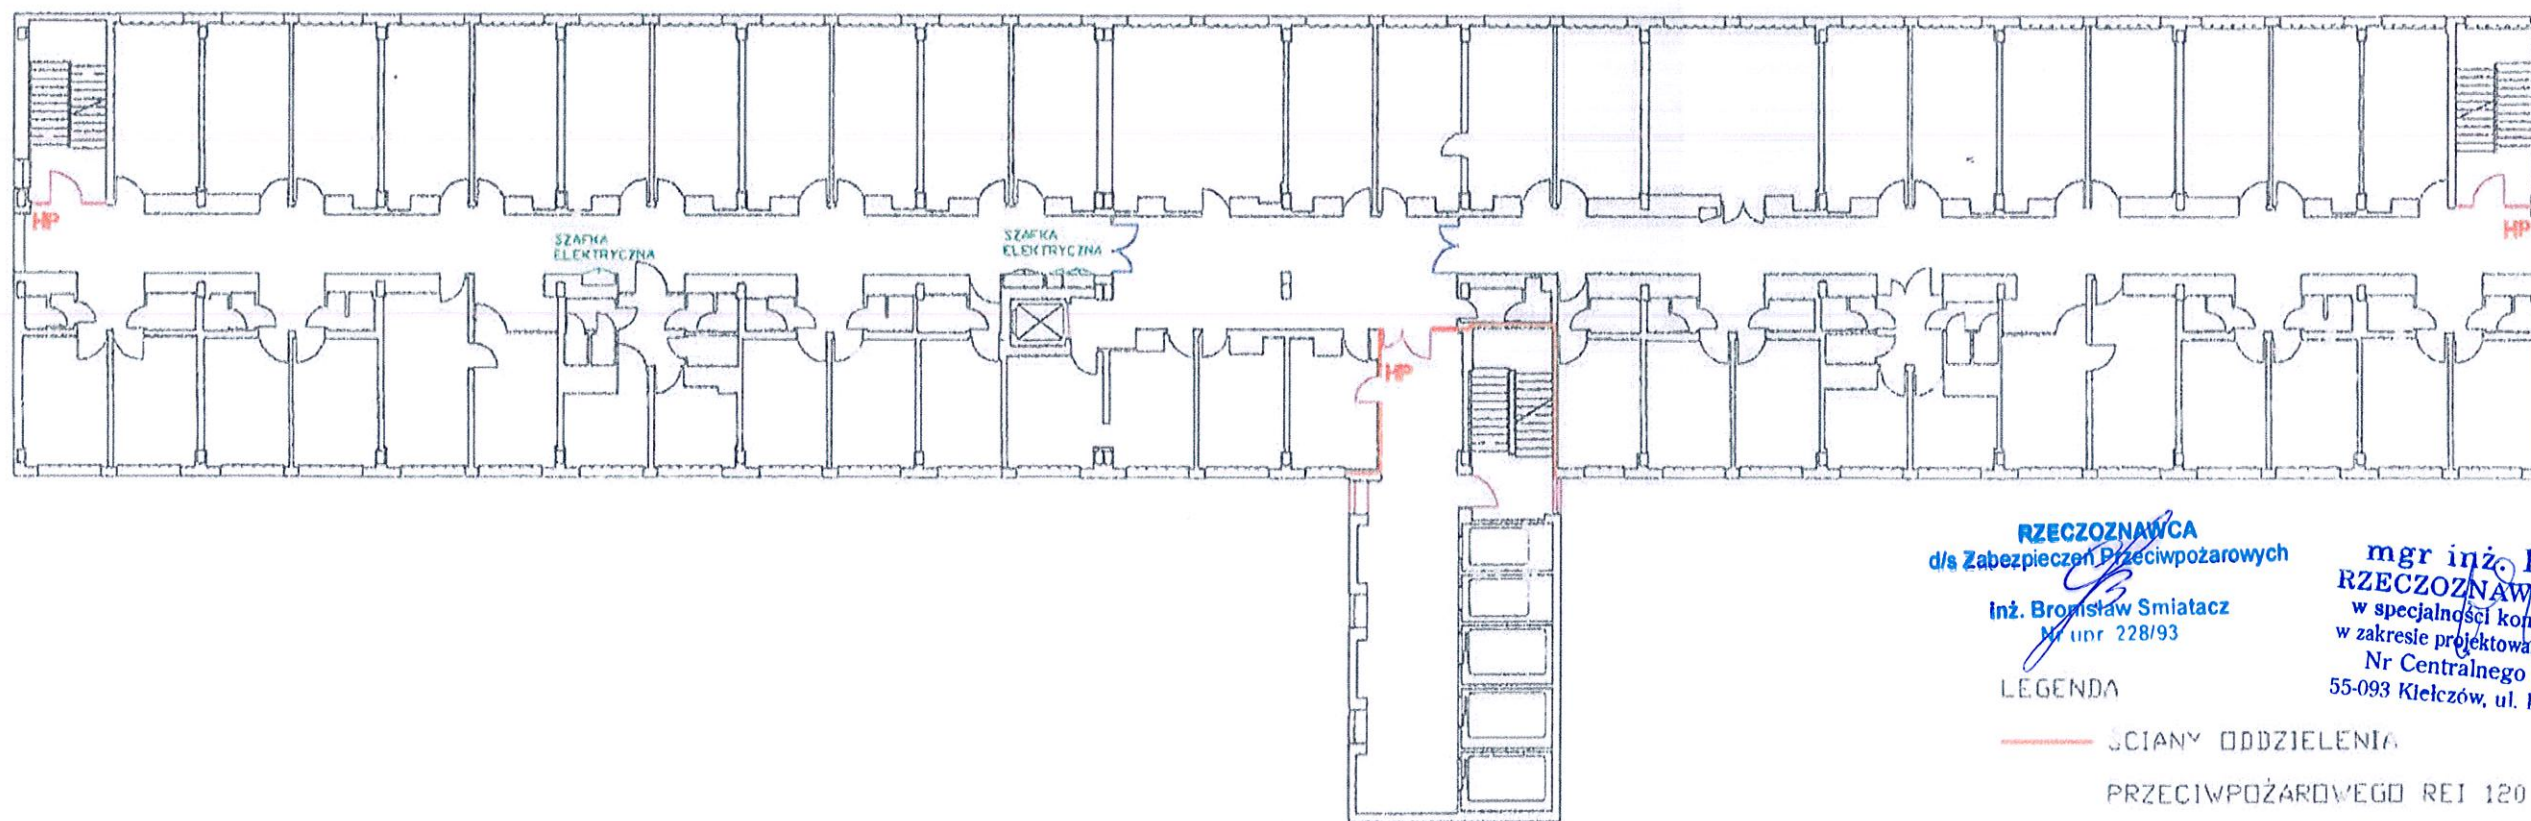 HP
SZAFKA
ELEKTRYCZNA
SZAFKA
ELEKTRYCZNA
HP
HP
RZECZOZNAWCA
d/s Zabezpieczeń Przeciwpożarowych
inż. Bronisław Smiatacz
Nr upr 228/93
mgr inż.
RZECZOZNAW
w specjalności kon
w zakresie projektowa
Nr Centralnego
55-093 Kiełczów, ul.
LEGENDA
ŚCIANY ODDZIELENIA
PRZECIWPOŻAROWEGO REI 120